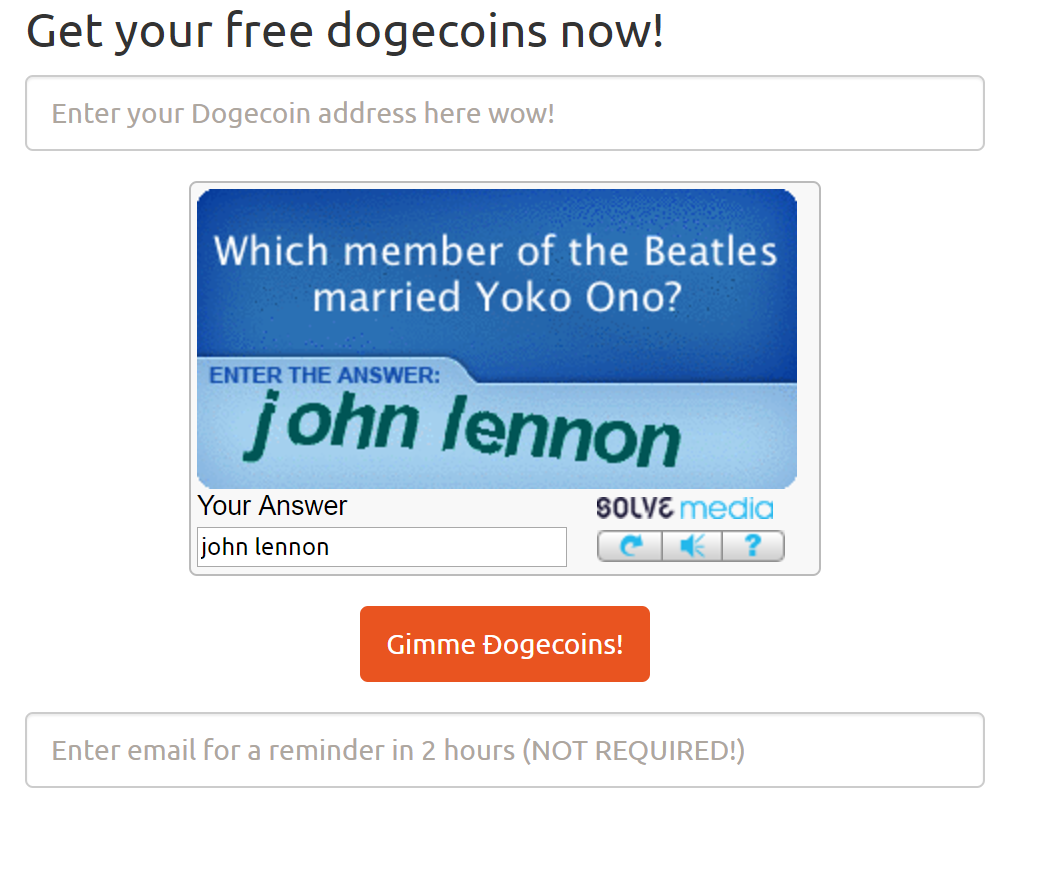 Get your free dogecoins now!
Enter your Dogecoin address here wow!
Which member of the Beatles
married Yoko Ono?
ENTER THE ANSWER:
john lennon
Your Answer
SOLVE media
john lennon
?
Gimme Ðogecoins!
Enter email for a reminder in 2 hours (NOT REQUIRED!)